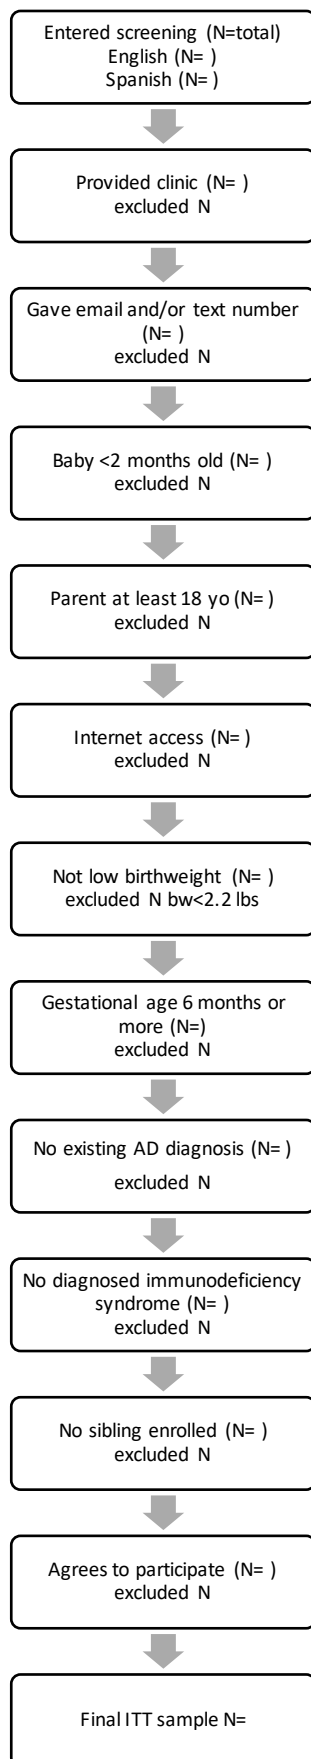 Entered screening (N=total)
English (N= )
Spanish (N= )
Provided clinic (N= )
excluded N
Gave email and/or text number
(N= )
excluded N
Baby <2 months old (N= )
excluded N
Parent at least 18 yo (N= )
excluded N
Internet access (N= )
excluded N
Not low birthweight (N= )
excluded N bw<2.2 lbs
Gestational age 6 months or
more (N=)
excluded N
No existing AD diagnosis (N= )
excluded N
No diagnosed immunodeficiency
syndrome (N= )
excluded N
No sibling enrolled (N= )
excluded N
Agrees to participate (N= )
excluded N
Final ITT sample N=